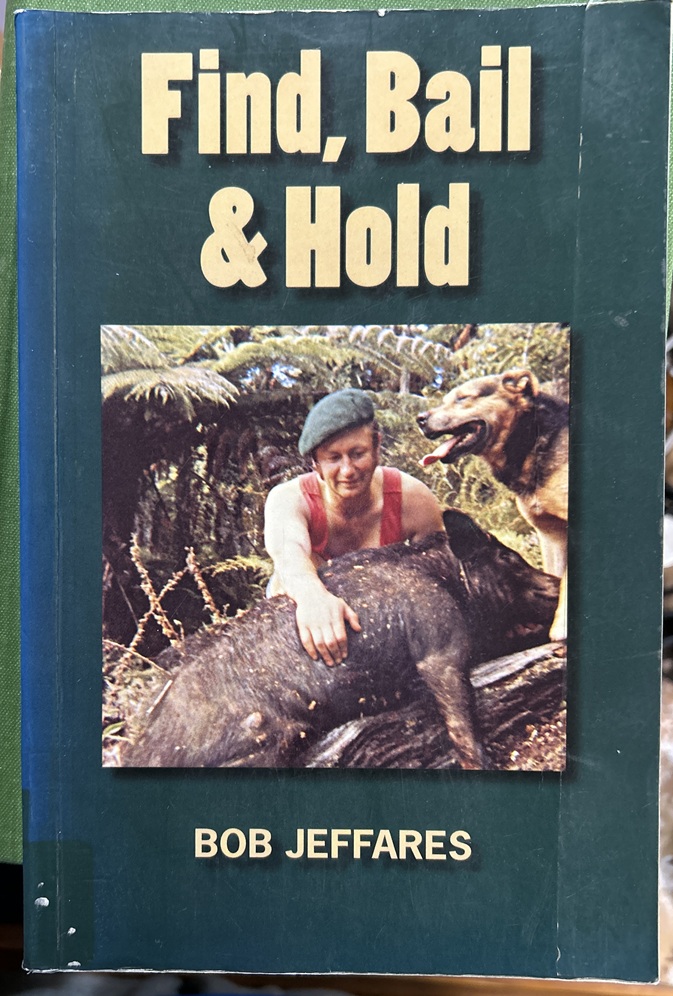 Find, Bail
& Hold
BOB JEFFARES